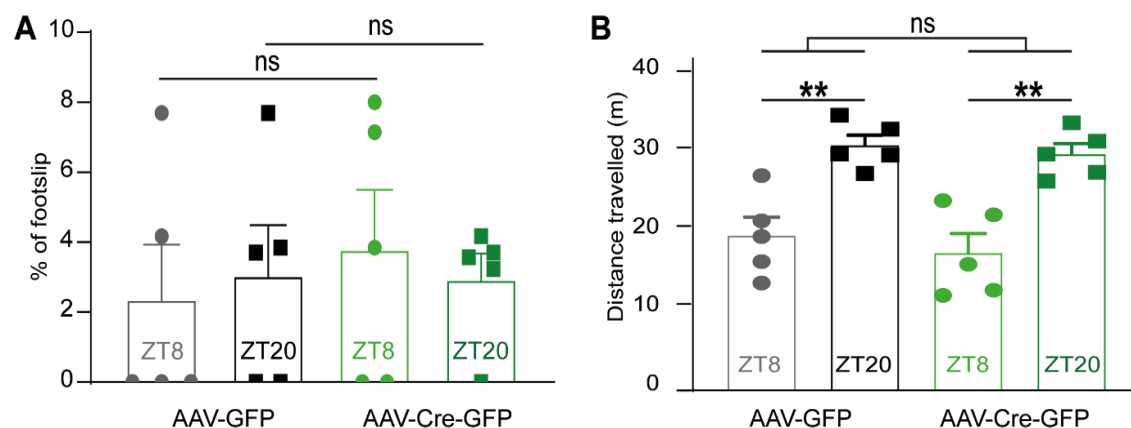 A
ns
ns
% of footslip
10
8
6
4
2
0
ZT8
ZT20
ZT8
ZT20
AAV-GFP
AAV-Cre-GFP
B
ns
**
**
Distance travelled (m)
40
30
20
10
0
ZT8
ZT20
ZT8
ZT20
AAV-GFP
AAV-Cre-GFP